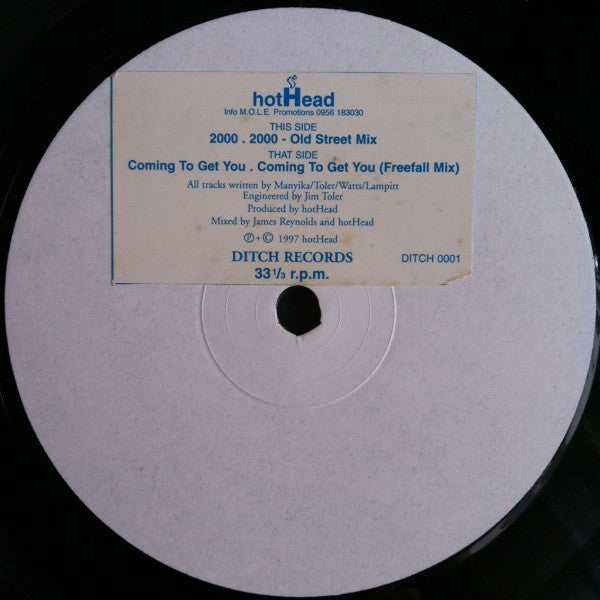 hotHead
Info M.O.L.E. Promotions 0956 183030
THIS SIDE
2000 . 2000 - Old Street Mix
THAT SIDE
Coming To Get You . Coming To Get You (Freefall Mix)
All tracks written by Manyika/Toler/Watts/Lampitt
Engineered by Jim Toler
Produced by hotHead
Mixed by James Reynolds and hotHead
℗ + © 1997 hotHead
DITCH RECORDS DITCH 0001
33 1/3 r.p.m.